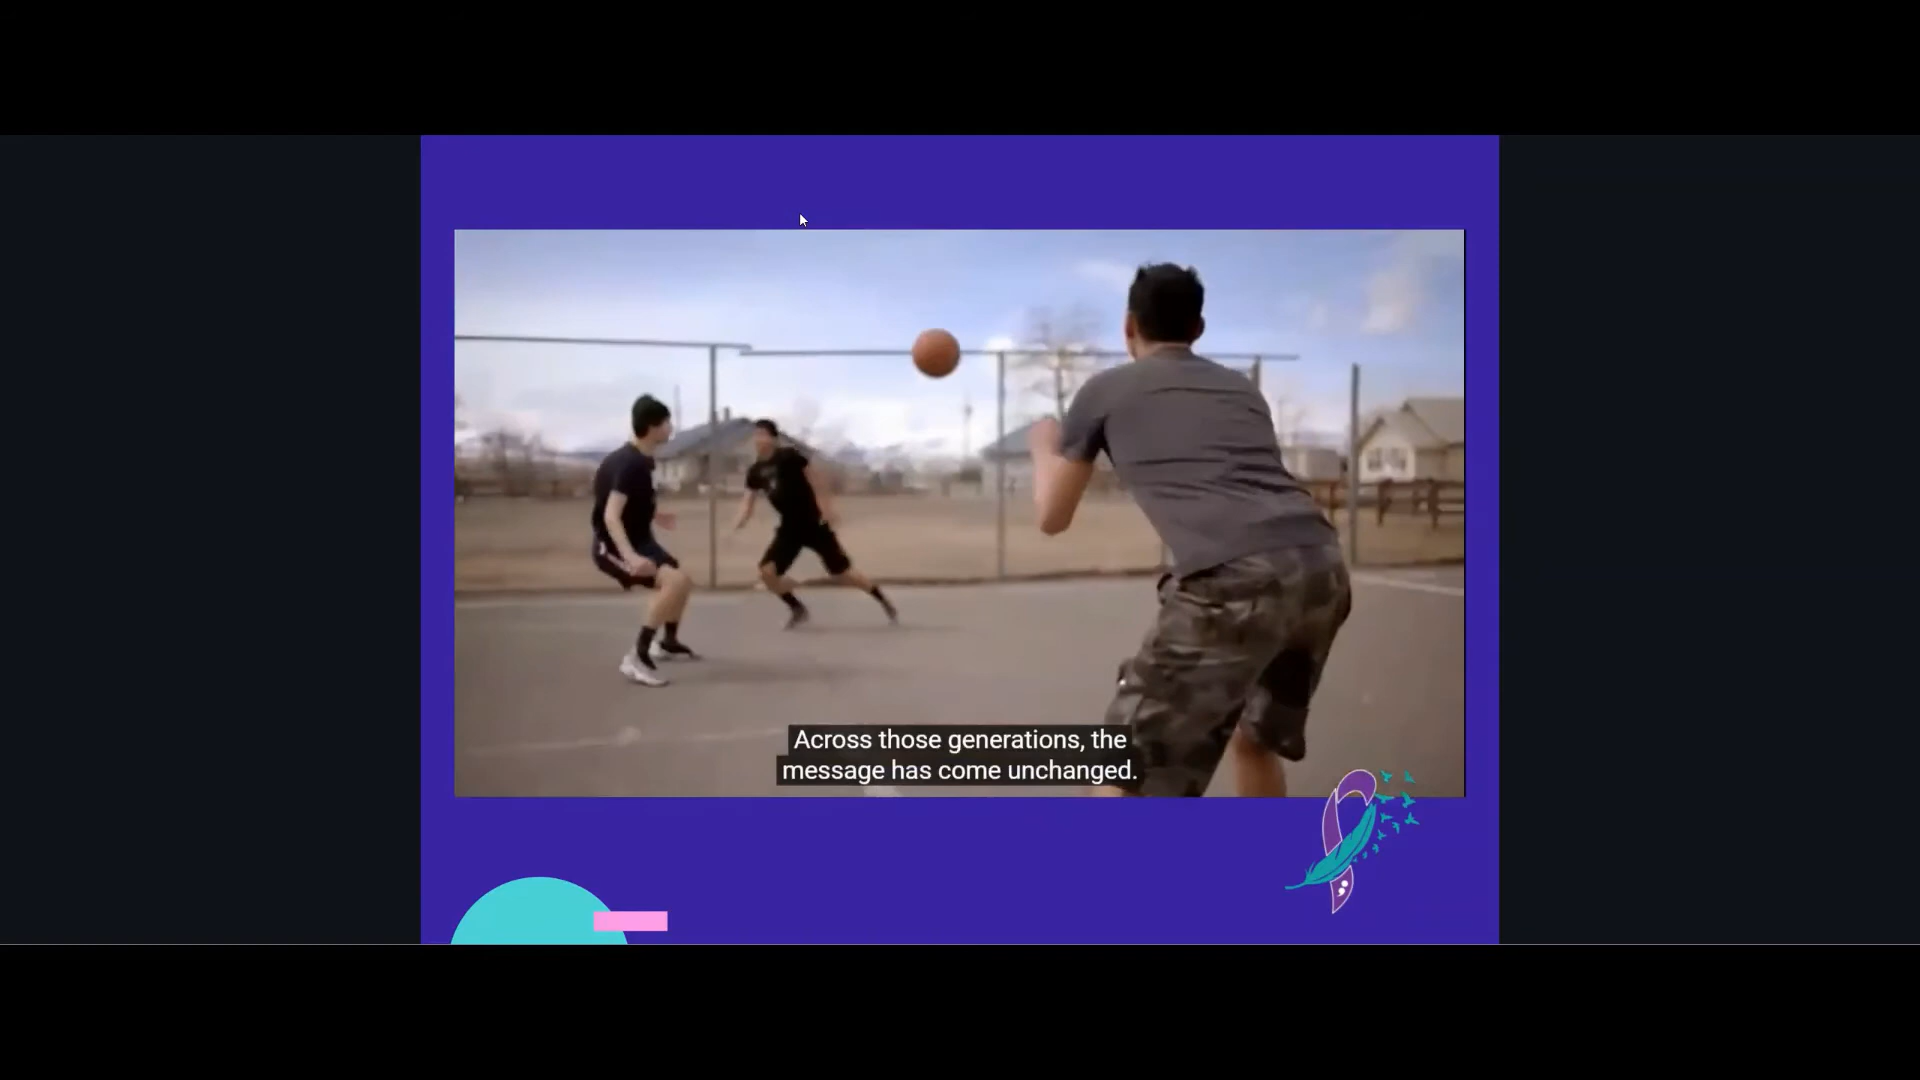 Across those generations, the
message has come unchanged.